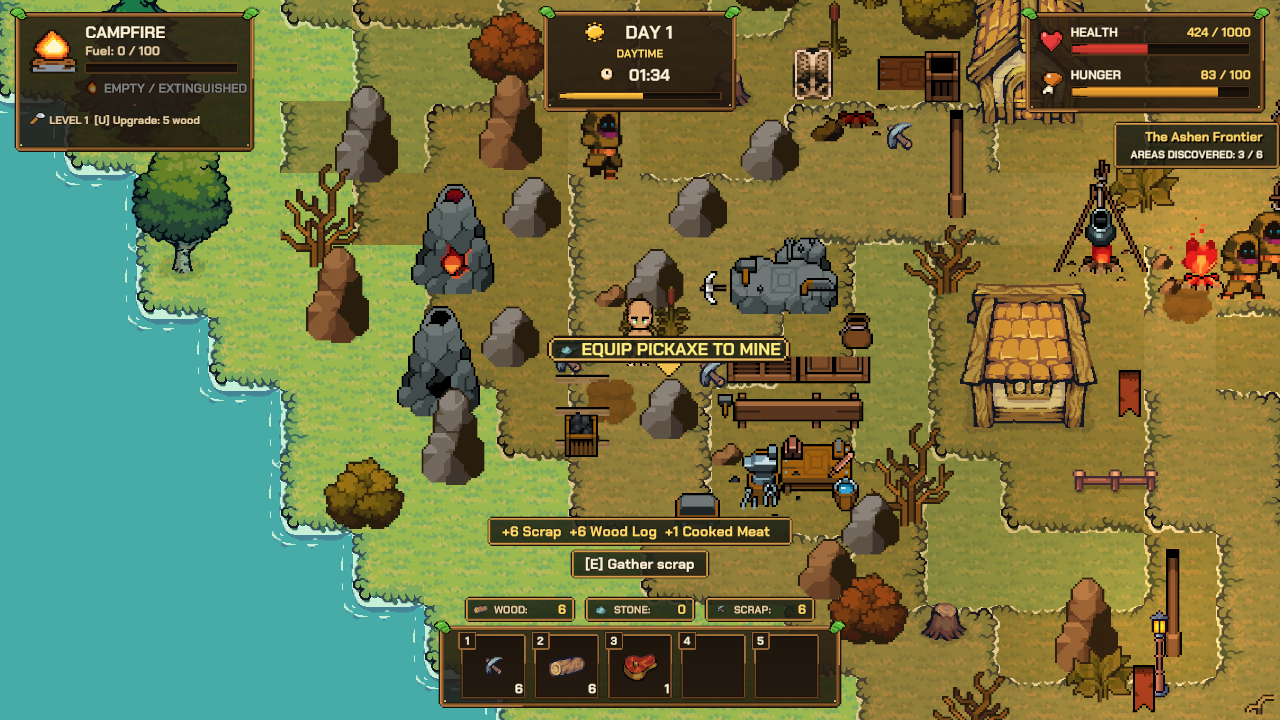 CAMPFIRE
Fuel: 0 / 100
EMPTY / EXTINGUISHED
LEVEL 1 [U] Upgrade: 5 wood
DAY 1
DAYTIME
01:34
HEALTH 424 / 1000
HUNGER 83 / 100
The Ashen Frontier
AREAS DISCOVERED: 3 / 6
EQUIP PICKAXE TO MINE
+6 Scrap +6 Wood Log +1 Cooked Meat
[E] Gather scrap
WOOD: 6 STONE: 0 SCRAP: 6
1 2 3 4 5
6 6 1